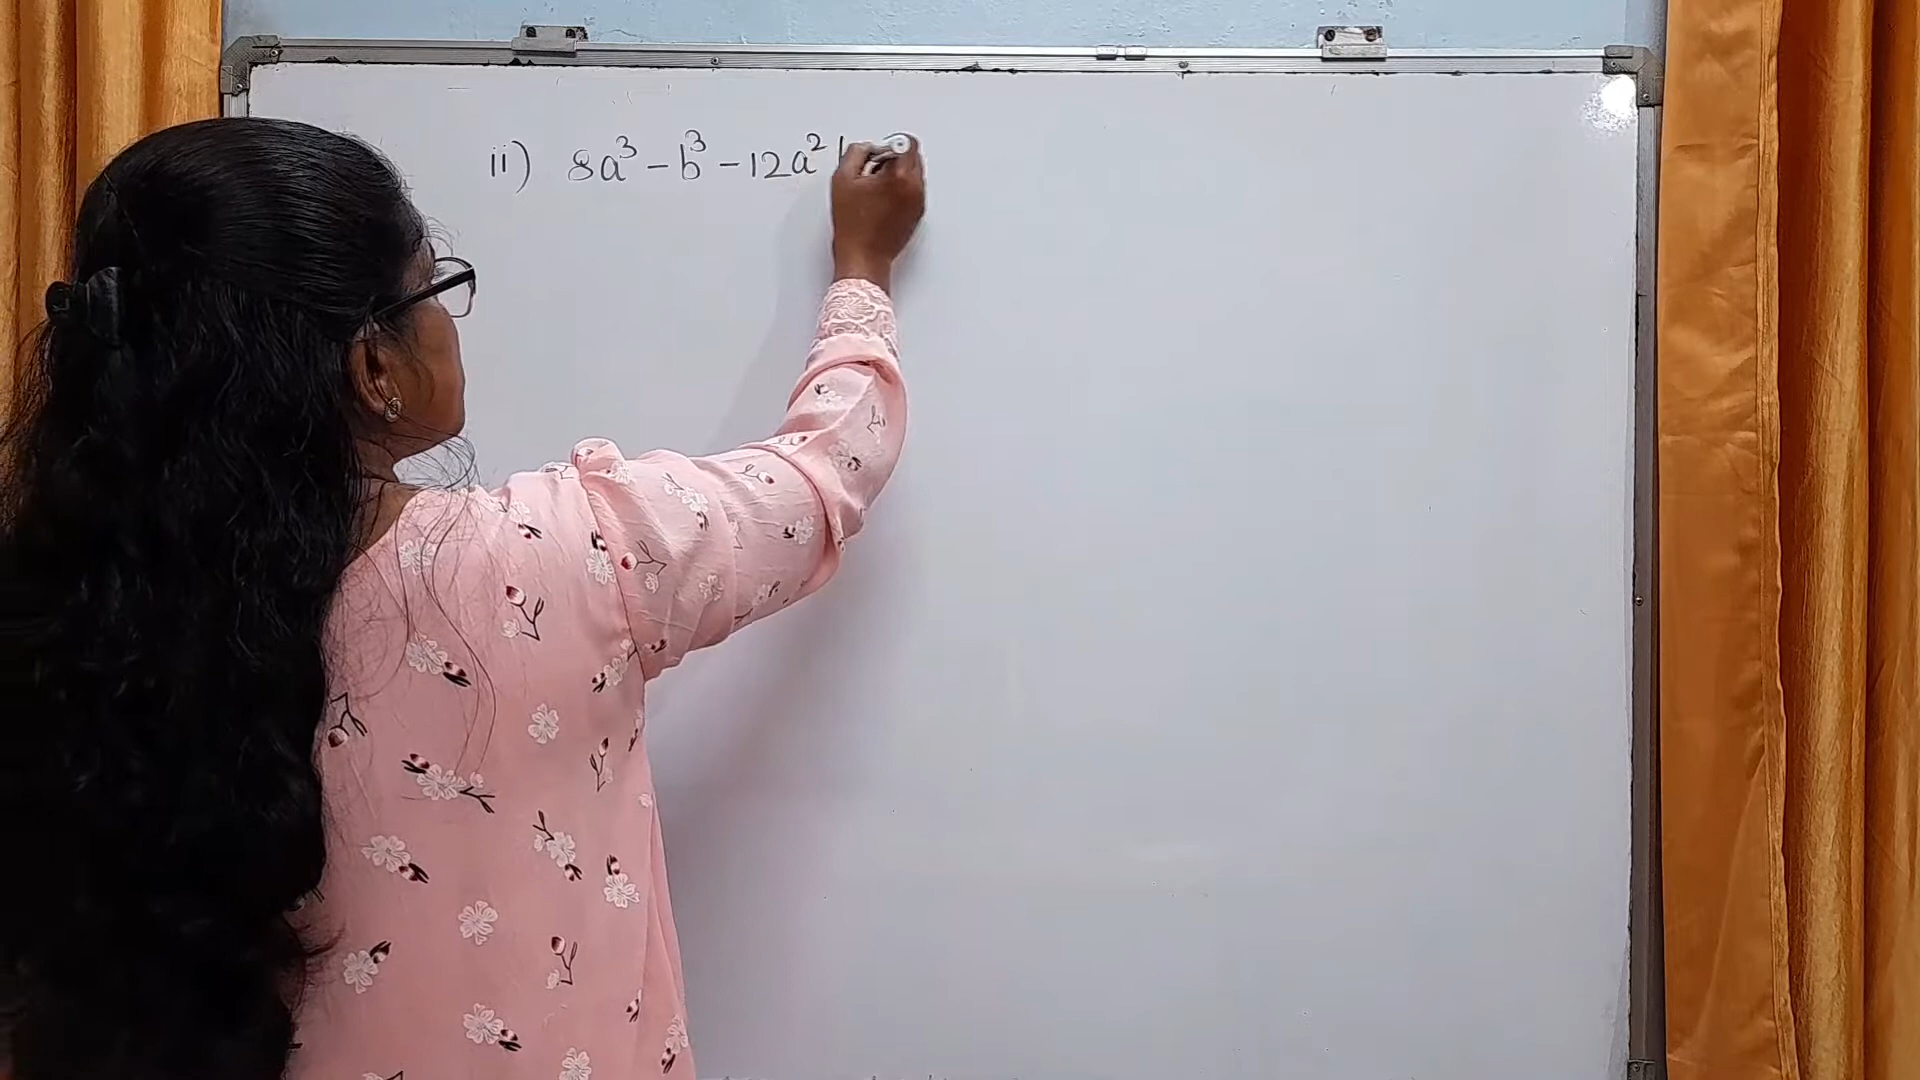 ii) 8a³ - b³ - 12a² b